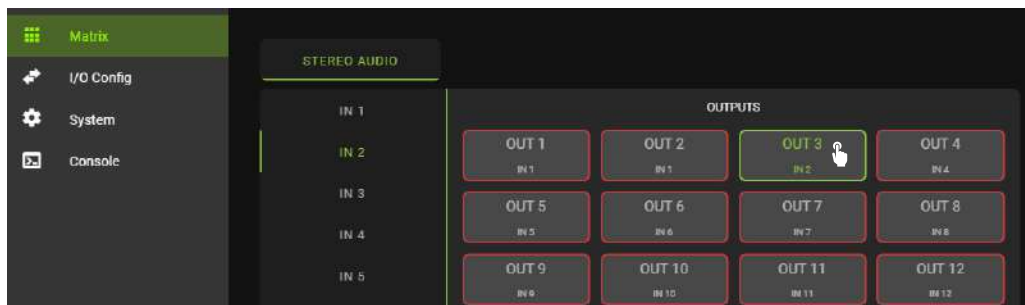 Matrix
I/O Config
System
Console
STEREO AUDIO
IN 1
IN 2
IN 3
IN 4
IN 5
OUTPUTS
OUT 1
IN 1
OUT 2
IN 1
OUT 3
IN 2
OUT 4
IN 4
OUT 5
IN 5
OUT 6
IN 6
OUT 7
IN 7
OUT 8
IN 8
OUT 9
IN 9
OUT 10
IN 10
OUT 11
IN 11
OUT 12
IN 12